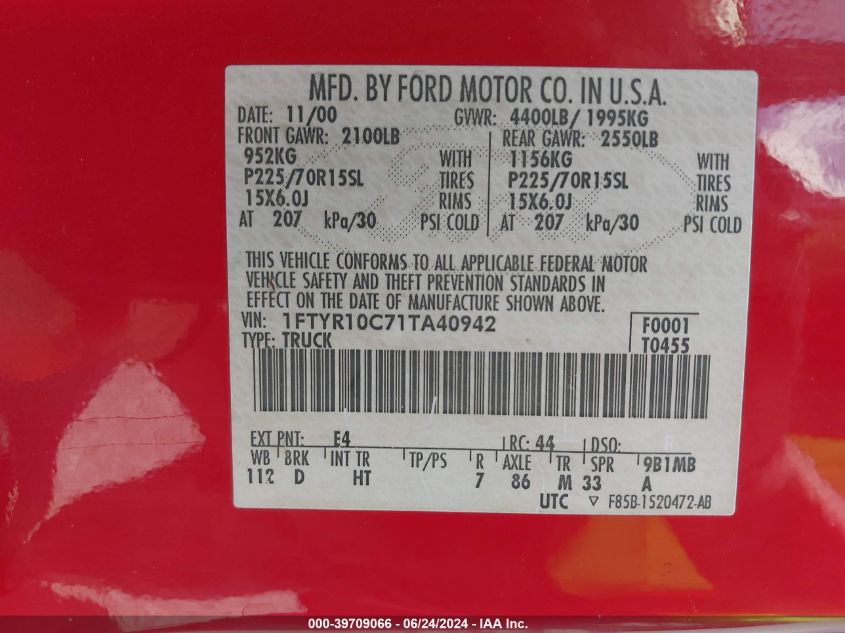 MFD. BY FORD MOTOR CO. IN U.S.A.
DATE: 11/00 GVWR: 4400LB/ 1995KG
FRONT GAWR: 2100LB REAR GAWR: 2550LB
952KG WITH 1156KG WITH
P225/70R15SL TIRES P225/70R15SL TIRES
15X6.0J RIMS 15X6.0J RIMS
AT 207 kPa/30 PSI COLD AT 207 kPa/30 PSI COLD
THIS VEHICLE CONFORMS TO ALL APPLICABLE FEDERAL MOTOR
VEHICLE SAFETY AND THEFT PREVENTION STANDARDS IN
EFFECT ON THE DATE OF MANUFACTURE SHOWN ABOVE.
VIN: 1FTYR10C71TA40942 F0001
TYPE: TRUCK T0455
EXT PNT: E4 RC: 44 DSO:
WB BRK INT TR TP/PS R AXLE TR SPR 9B1MB
112 D HT 7 86 M 33 A
UTC ▽ F85B-1520472-AB
000-39709066 - 06/24/2024 - IAA Inc.